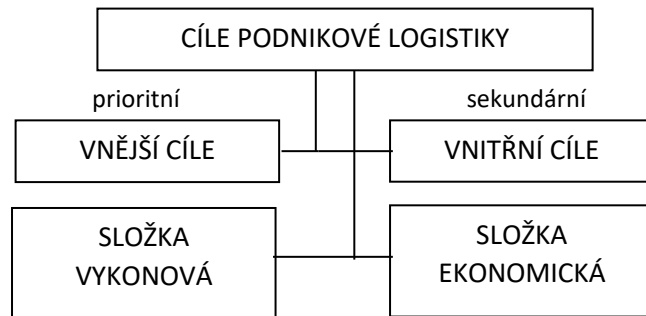 CÍLE PODNIKOVÉ LOGISTIKY
prioritní
sekundární
VNĚJŠÍ CÍLE
VNITŘNÍ CÍLE
SLOŽKA
VYKONOVÁ
SLOŽKA
EKONOMICKÁ